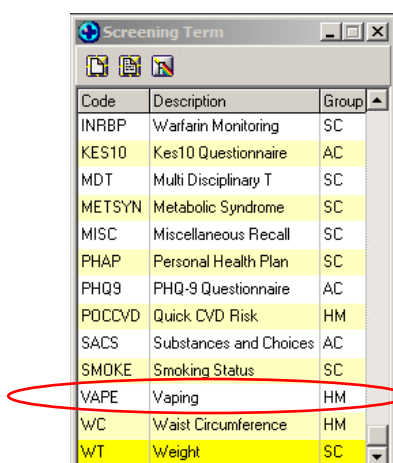 Screening Term
Code Description Group
INRBP Warfarin Monitoring SC
KES10 Kes10 Questionnaire AC
MDT Multi Disciplinary T SC
METSYN Metabolic Syndrome SC
MISC Miscellaneous Recall SC
PHAP Personal Health Plan SC
PHQ9 PHQ-9 Questionnaire AC
POCCVD Quick CVD Risk HM
SACS Substances and Choices AC
SMOKE Smoking Status SC
VAPE Vaping HM
WC Waist Circumference HM
WT Weight SC